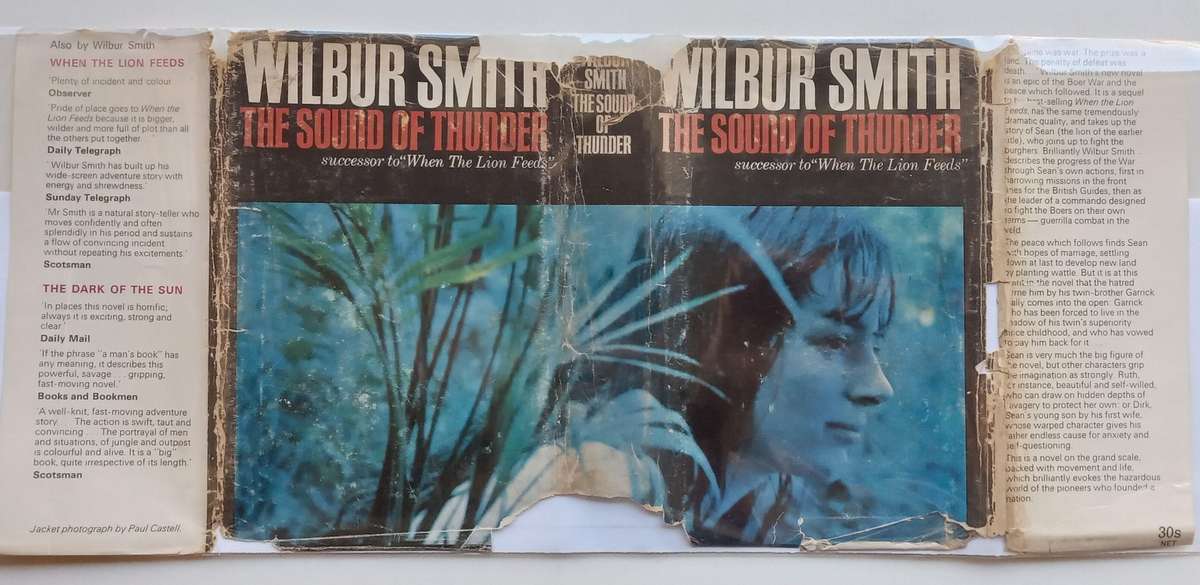 Also by Wilbur Smith
WHEN THE LION FEEDS
'Plenty of incident and colour
Observer
'Pride of place goes to When the
Lion Feeds because it is bigger,
wilder and more full of plot than all
the others put together
Daily Telegraph
'Wilbur Smith has built up his
wide-screen adventure story with
energy and shrewdness.'
Sunday Telegraph
'Mr Smith is a natural story-teller who
moves confidently and often
splendidly in his period and sustains
a flow of convincing incident
without repeating his excitements.'
Scotsman
THE DARK OF THE SUN
'In places this novel is horrific,
always it is exciting, strong and
clear'
Daily Mail
'If the phrase "a man's book" has
any meaning, it describes this
powerful, savage . . . gripping,
fast-moving novel.'
Books and Bookmen
'A well-knit, fast-moving adventure
story. The action is swift, taut and
convincing The portrayal of men
and situations, of jungle and outpost
is colourful and alive. It is a "big"
book, quite irrespective of its length.'
Scotsman
Jacket photograph by Paul Castell.
WILBUR SMITH
THE SOUND OF THUNDER
successor to "When The Lion Feeds"
WILBUR
SMITH
THE SOUND
OF
THUNDER
WILBUR SMITH
THE SOUND OF THUNDER
successor to "When The Lion Feeds"
was war. The prize was a
land. The penalty of defeat was
death. Wilbur Smith's new novel
is an epic of the Boer War and the
peace which followed. It is a sequel
to best-selling When the Lion
Feeds, has the same tremendously
dramatic quality, and takes up the
story of Sean (the lion of the earlier
title), who joins up to fight the
burghers. Brilliantly Wilbur Smith
describes the progress of the War
through Sean's own actions, first in
harrowing missions in the front
lines for the British Guides, then as
the leader of a commando designed
to fight the Boers on their own
terms — guerrilla combat in the
veld
The peace which follows finds Sean
with hopes of marriage, settling
down at last to develop new land
by planting wattle. But it is at this
point in the novel that the hatred
borne him by his twin-brother Garrick
really comes into the open: Garrick
who has been forced to live in the
shadow of his twin's superiority
since childhood, and who has vowed
to pay him back for it . .
Sean is very much the big figure of
the novel, but other characters grip
the imagination as strongly. Ruth,
for instance, beautiful and self-willed,
who can draw on hidden depths of
savagery to protect her own: or Dirk,
Sean's young son by his first wife,
whose warped character gives his
father endless cause for anxiety and
self-questioning.
This is a novel on the grand scale,
packed with movement and life,
which brilliantly evokes the hazardous
world of the pioneers who founded a
nation.
30s
NET